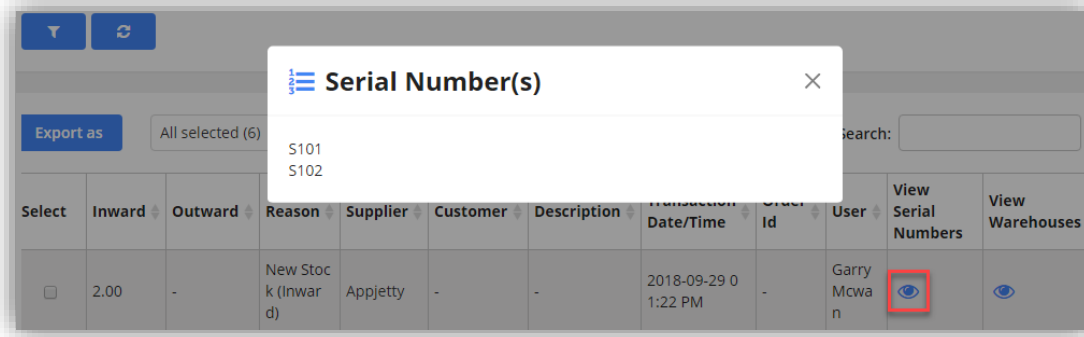 Serial Number(s)
S101
S102
Export as
All selected (6)
Search:
Select
Inward
Outward
Reason
Supplier
Customer
Description
Transaction
Date/Time
Order
Id
User
View
Serial
Numbers
View
Warehouses
2.00
-
New Stoc
k (Inwar
d)
Appjetty
-
-
2018-09-29 0
1:22 PM
-
Garry
Mcwa
n